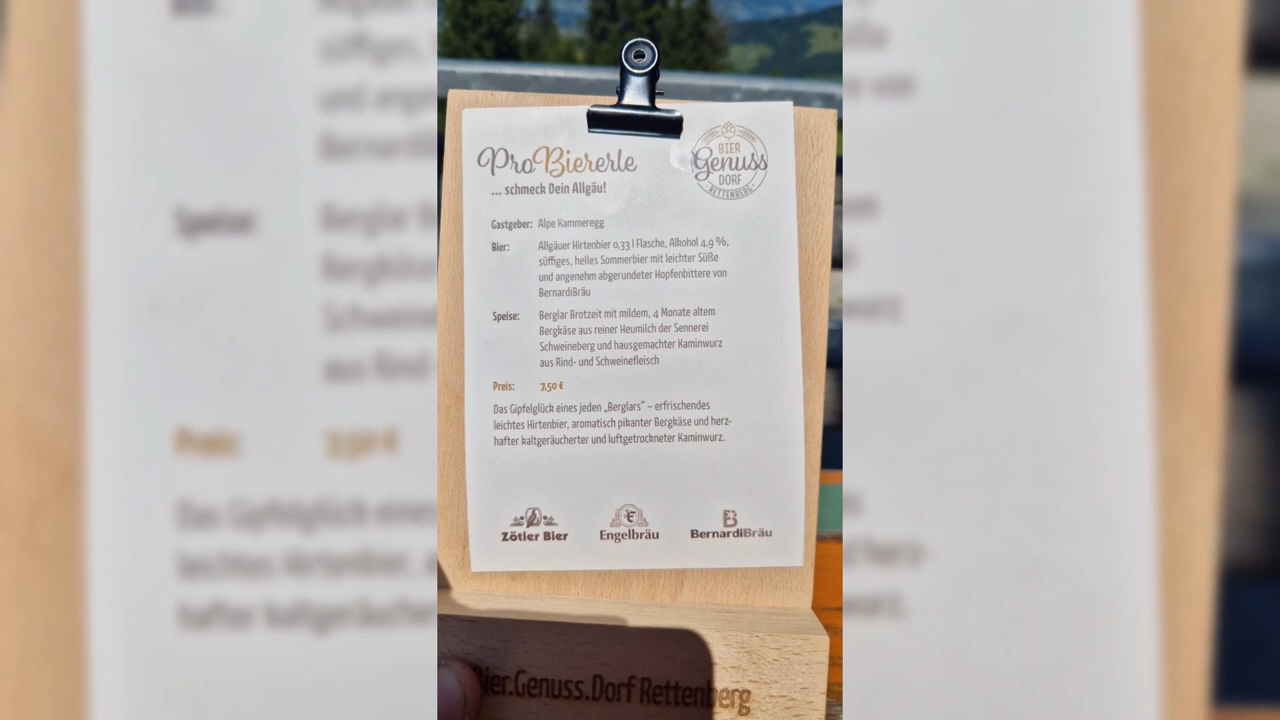 ProBiererle
... schmeck Dein Allgäu!
BIER
Genuss
DORF
RETTENBERG
Gastgeber: Alpe Kammeregg
Bier: Allgäuer Hirtenbier 0,33 l Flasche, Alkohol 4,9 %,
süffiges, helles Sommerbier mit leichter Süße
und angenehm abgerundeter Hopfenbittere von
BernardiBräu
Speise: Berglar Brotzeit mit mildem, 4 Monate altem
Bergkäse aus reiner Heumilch der Sennerei
Schweineberg und hausgemachter Kaminwurz
aus Rind- und Schweinefleisch
Preis: 7,50 €
Das Gipfelglück eines jeden „Berglars" – erfrischendes
leichtes Hirtenbier, aromatisch pikanter Bergkäse und herz-
hafter kaltgeräucherter und luftgetrockneter Kaminwurz.
Zötler Bier
Engelbräu
BernardiBräu
Bier.Genuss.Dorf Rettenberg